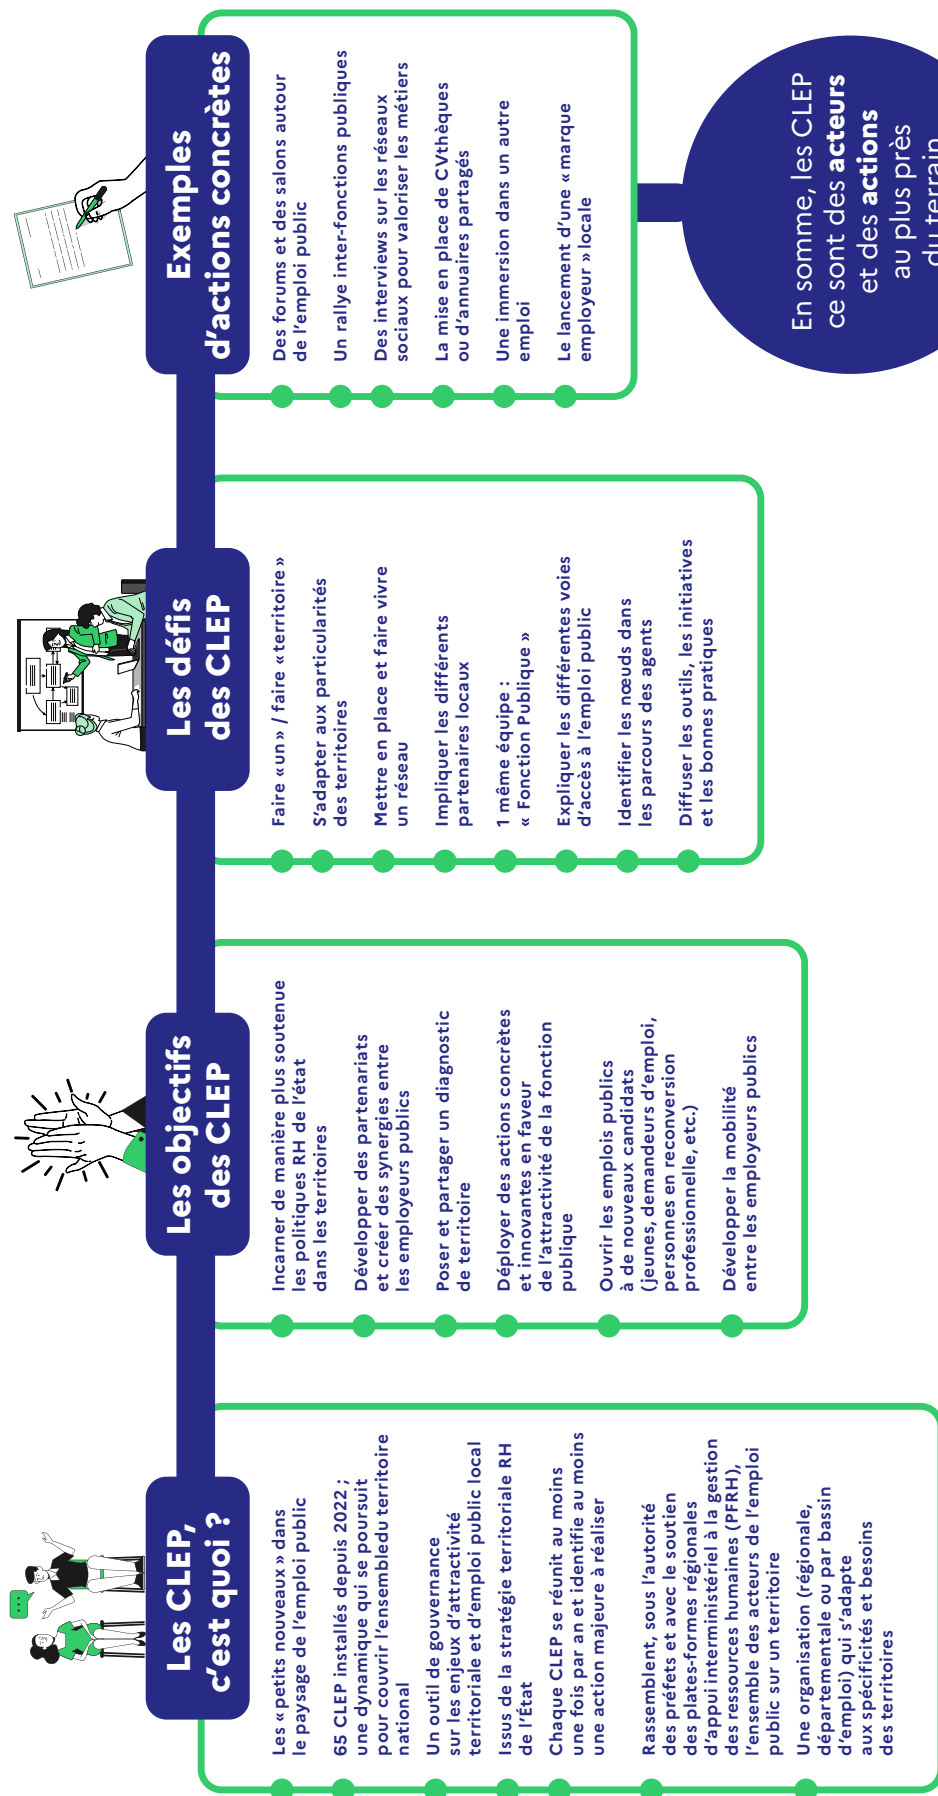 Les CLEP,
c’est quoi ?
Les « petits nouveaux » dans
le paysage de l’emploi public
65 CLEP installés depuis 2022 ;
une dynamique qui se poursuit
pour couvrir l’ensembledu territoire
national
Un outil de gouvernance
sur les enjeux d’attractivité
territoriale et d’emploi public local
Issus de la stratégie territoriale RH
de l’État
Chaque CLEP se réunit au moins
une fois par an et identifie au moins
une action majeure à réaliser
Rassemblent, sous l’autorité
des préfets et avec le soutien
des plates-formes régionales
d’appui interministériel à la gestion
des ressources humaines (PFRH),
l’ensemble des acteurs de l’emploi
public sur un territoire
Une organisation (régionale,
départementale ou par bassin
d’emploi) qui s’adapte
aux spécificités et besoins
des territoires
Les objectifs
des CLEP
Incarner de manière plus soutenue
les politiques RH de l’état
dans les territoires
Développer des partenariats
et créer des synergies entre
les employeurs publics
Poser et partager un diagnostic
de territoire
Déployer des actions concrètes
et innovantes en faveur
de l’attractivité de la fonction
publique
Ouvrir les emplois publics
à de nouveaux candidats
(jeunes, demandeurs d’emploi,
personnes en reconversion
professionnelle, etc.)
Développer la mobilité
entre les employeurs publics
Les défis
des CLEP
Faire « un » / faire « territoire »
S’adapter aux particularités
des territoires
Mettre en place et faire vivre
un réseau
Impliquer les différents
partenaires locaux
1 même équipe :
« Fonction Publique »
Expliquer les différentes voies
d’accès à l’emploi public
Identifier les nœuds dans
les parcours des agents
Diffuser les outils, les initiatives
et les bonnes pratiques
Exemples
d’actions concrètes
Des forums et des salons autour
de l’emploi public
Un rallye inter-fonctions publiques
Des interviews sur les réseaux
sociaux pour valoriser les métiers
La mise en place de CVthèques
ou d’annuaires partagés
Une immersion dans un autre
emploi
Le lancement d’une « marque
employeur » locale
En somme, les CLEP
ce sont des acteurs
et des actions
au plus près
du terrain